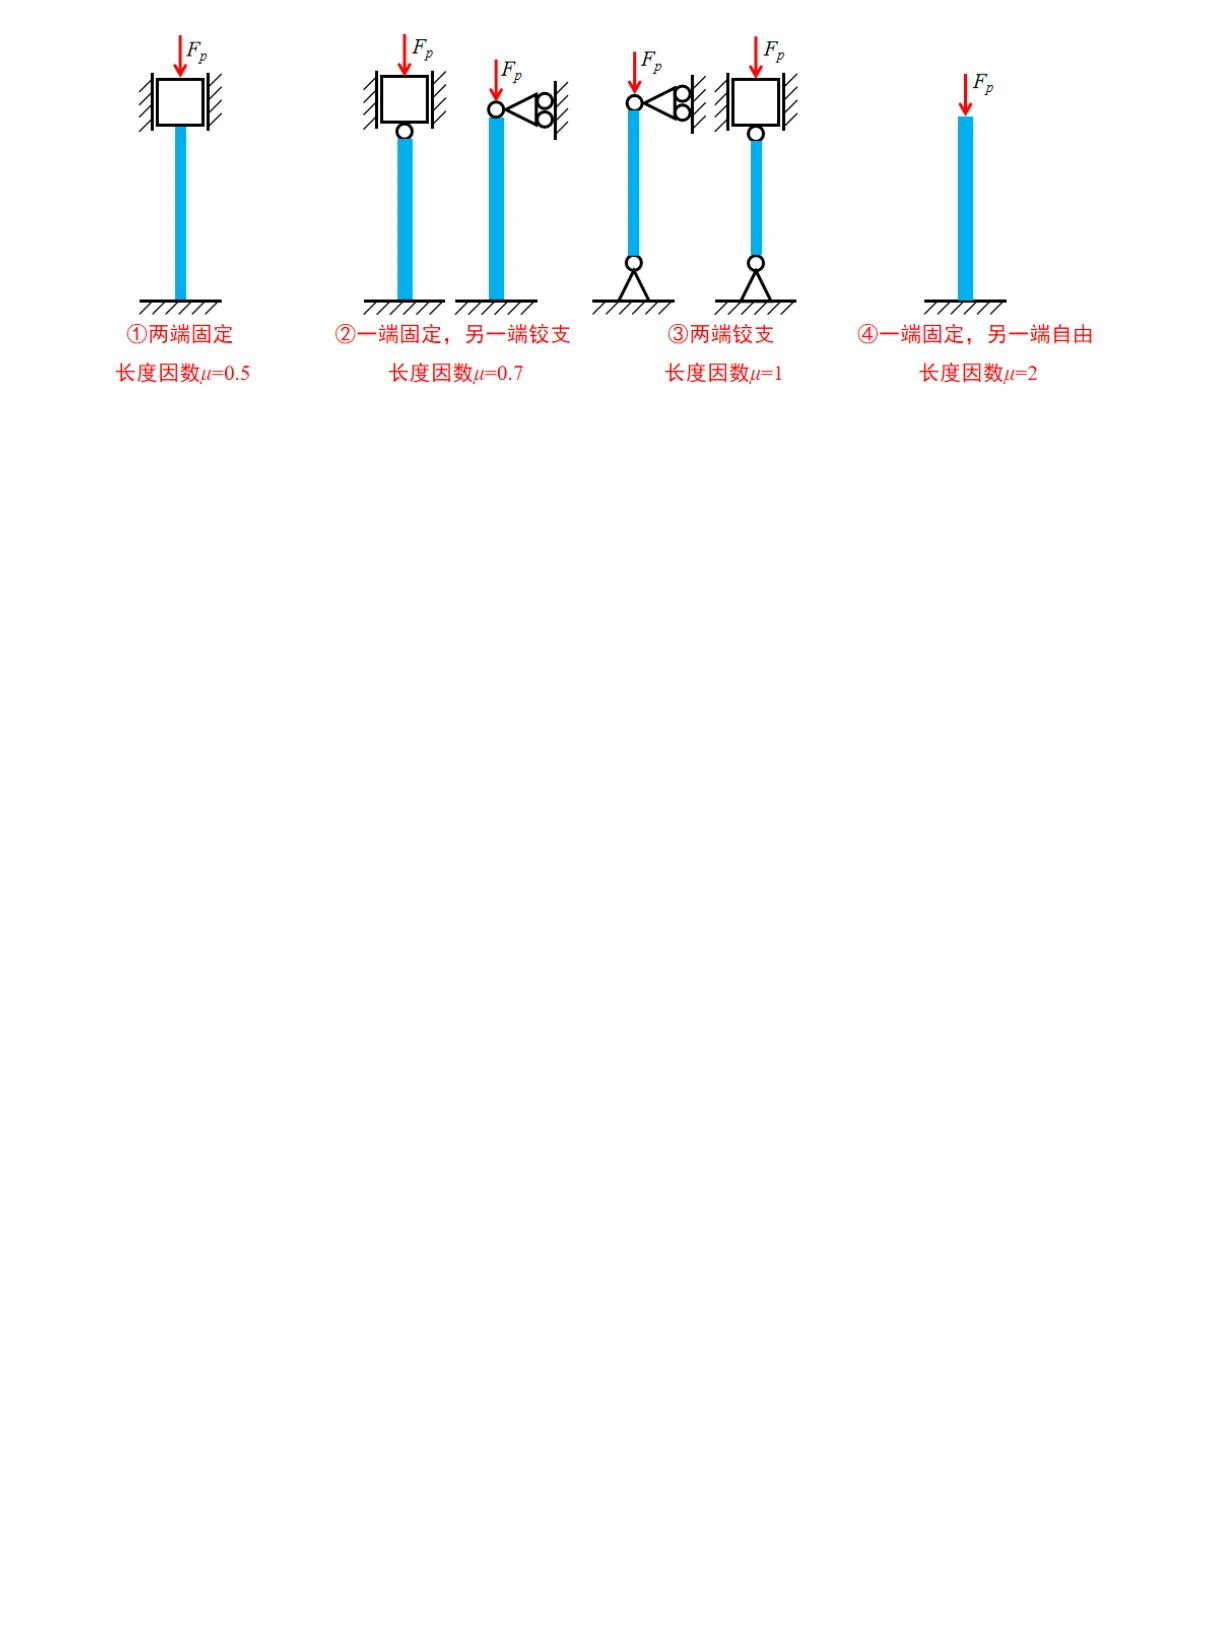 Fp
Fp
Fp
Fp
Fp
Fp
①两端固定
②一端固定，另一端铰支
③两端铰支
④一端固定，另一端自由
长度因数μ=0.5
长度因数μ=0.7
长度因数μ=1
长度因数μ=2